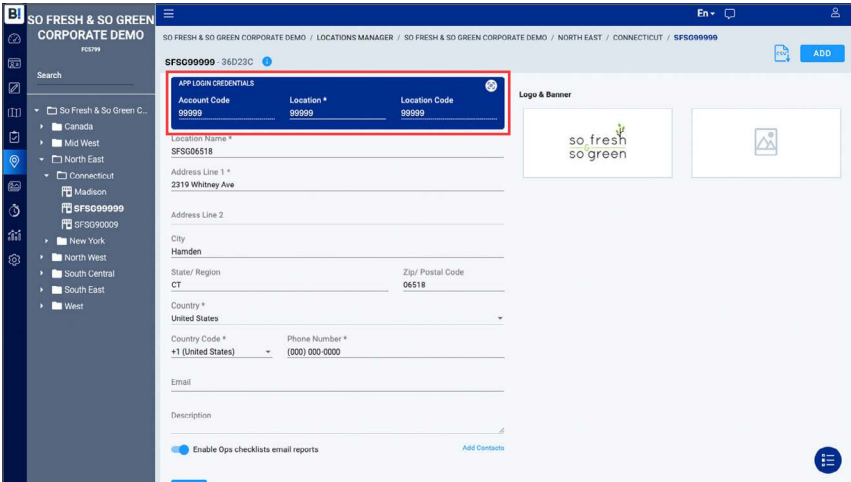 B!
SO FRESH & SO GREEN
CORPORATE DEMO
FCS799
En
SO FRESH & SO GREEN CORPORATE DEMO / LOCATIONS MANAGER / SO FRESH & SO GREEN CORPORATE DEMO / NORTH EAST / CONNECTICUT / SFSG99999
CSV
ADD
SFSG99999 - 36D23C
Search
So Fresh & So Green C...
Canada
Mid West
North East
Connecticut
Madison
SFSG99999
SFSG90009
New York
North West
South Central
South East
West
APP LOGIN CREDENTIALS
Account Code Location * Location Code
99999 99999 99999
Location Name *
SFSG06518
Address Line 1 *
2319 Whitney Ave
Address Line 2
City
Hamden
State/ Region Zip/ Postal Code
CT 06518
Country *
United States
Country Code * Phone Number *
+1 (United States) (000) 000-0000
Email
Description
Enable Ops checklists email reports Add Contacts
Logo & Banner
so fresh
so green